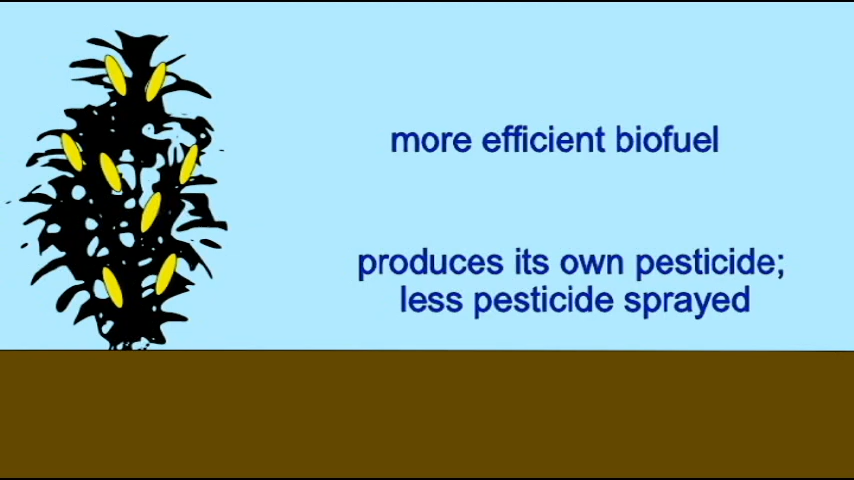 more efficient biofuel
produces its own pesticide;
less pesticide sprayed